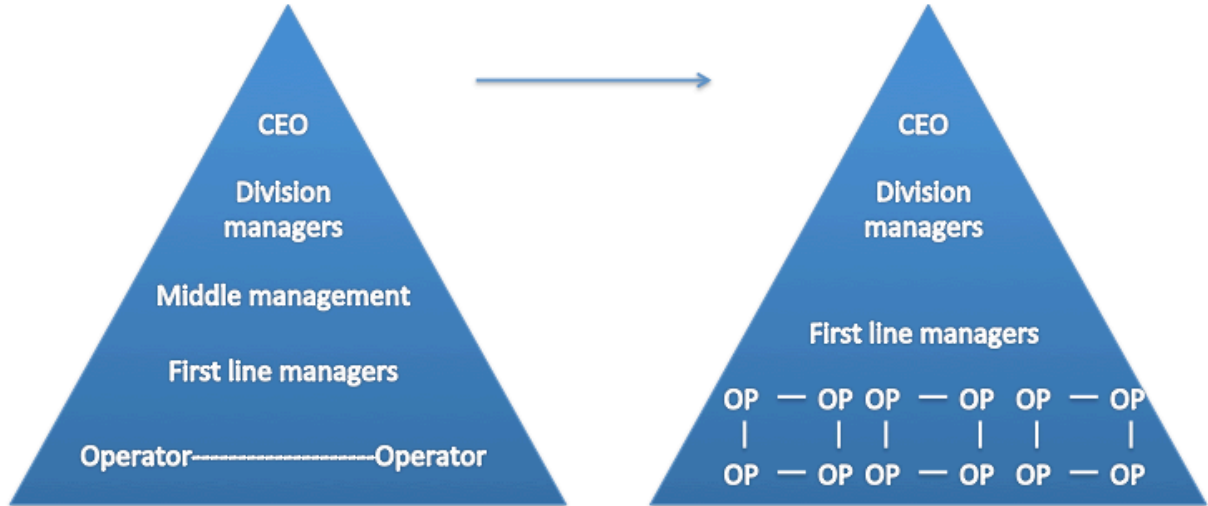 CEO
Division
managers
Middle management
First line managers
Operator--------------------Operator
CEO
Division
managers
First line managers
OP — OP OP — OP OP — OP
| | | | | |
OP — OP OP — OP OP — OP